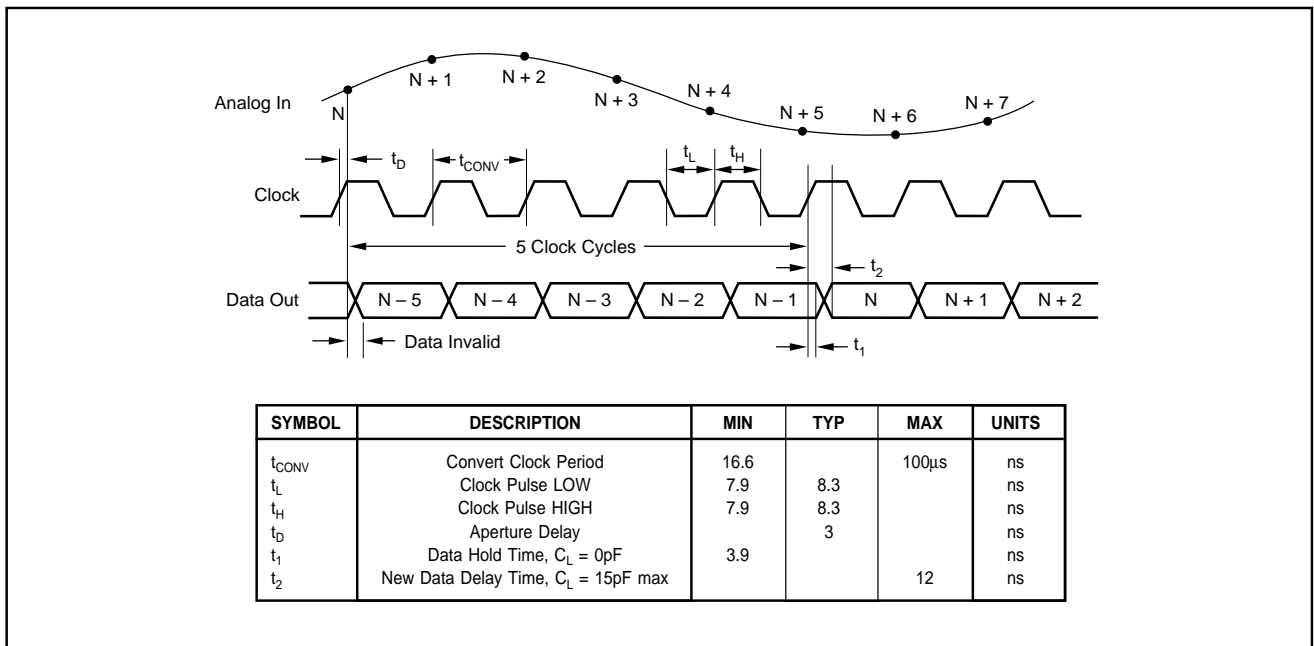 Analog In
N
N + 1
N + 2
N + 3
N + 4
N + 5
N + 6
N + 7
t_D
t_CONV
t_L
t_H
Clock
5 Clock Cycles
t_2
Data Out
N – 5
N – 4
N – 3
N – 2
N – 1
N
N + 1
N + 2
Data Invalid
t_1
SYMBOL DESCRIPTION MIN TYP MAX UNITS
t_CONV Convert Clock Period 16.6 100µs ns
t_L Clock Pulse LOW 7.9 8.3 ns
t_H Clock Pulse HIGH 7.9 8.3 ns
t_D Aperture Delay 3 ns
t_1 Data Hold Time, C_L = 0pF 3.9 ns
t_2 New Data Delay Time, C_L = 15pF max 12 ns